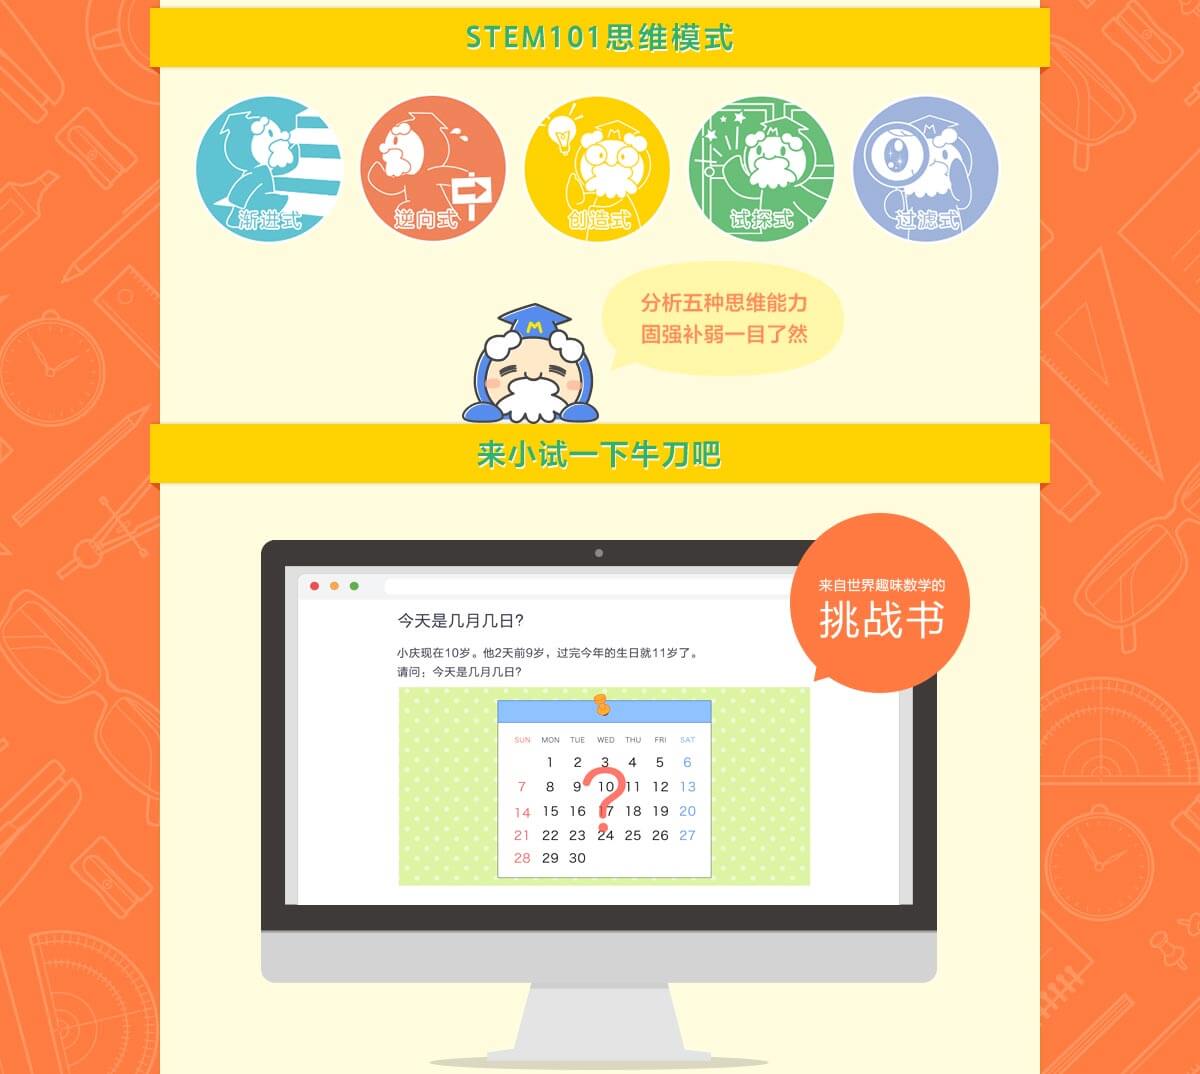 STEM101思维模式
渐进式
逆向式
创造式
试探式
过滤式
分析五种思维能力
固强补弱一目了然
M
来小试一下牛刀吧
来自世界趣味数学的
挑战书
今天是几月几日?
小庆现在10岁。他2天前9岁，过完今年的生日就11岁了。
请问：今天是几月几日?
SUN MON TUE WED THU FRI SAT
1 2 3 4 5 6
7 8 9 10 11 12 13
14 15 16 17 18 19 20
21 22 23 24 25 26 27
28 29 30
?